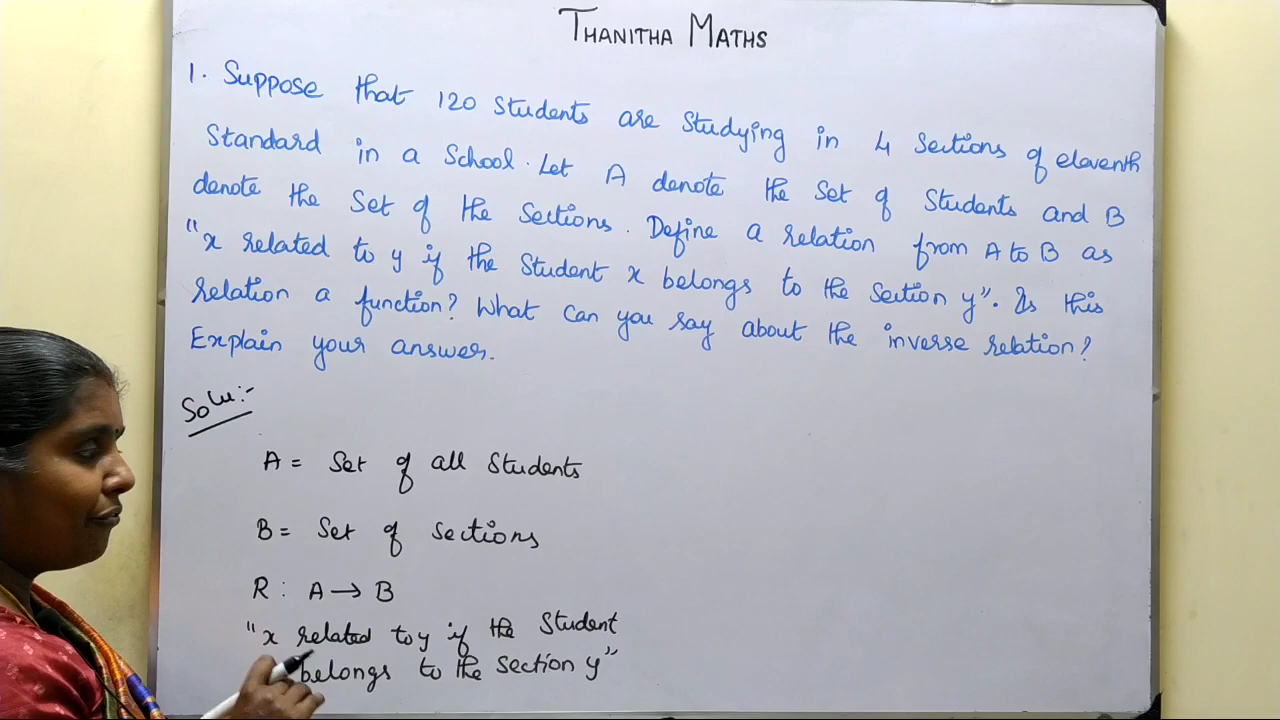 THANITHA MATHS
1. Suppose that 120 students are studying in 4 sections of eleventh
Standard in a School. Let A denote the set of students and B
denote the set of the sections. Define a relation from A to B as
"x related to y if the student x belongs to the section y". Is this
relation a function? What can you say about the inverse relation?
Explain your answer.
Solu:-
A = Set of all students
B = Set of sections
R : A → B
"x related to y if the student
belongs to the section y"